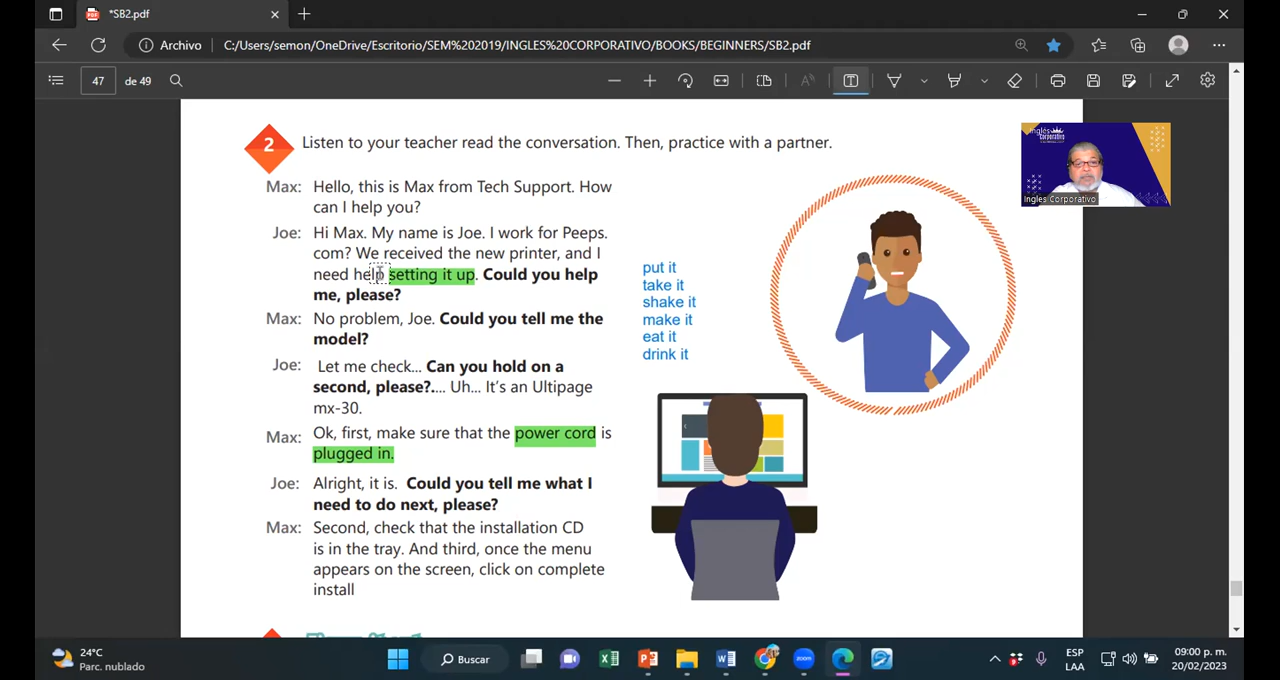 *SB2.pdf
Archivo
C:/Users/semon/OneDrive/Escritorio/SEM%202019/INGLES%20CORPORATIVO/BOOKS/BEGINNERS/SB2.pdf
47 de 49
2 Listen to your teacher read the conversation. Then, practice with a partner.
Max: Hello, this is Max from Tech Support. How
can I help you?
Joe: Hi Max. My name is Joe. I work for Peeps.
com? We received the new printer, and I
need help setting it up. Could you help
me, please?
Max: No problem, Joe. Could you tell me the
model?
Joe: Let me check... Can you hold on a
second, please?.... Uh... It's an Ultipage
mx-30.
Max: Ok, first, make sure that the power cord is
plugged in.
Joe: Alright, it is. Could you tell me what I
need to do next, please?
Max: Second, check that the installation CD
is in the tray. And third, once the menu
appears on the screen, click on complete
install
put it
take it
shake it
make it
eat it
drink it
Inglés
Corporativo
Ingles Corporativo
24°C
Parc. nublado
Buscar
zoom
ESP
LAA
09:00 p. m.
20/02/2023